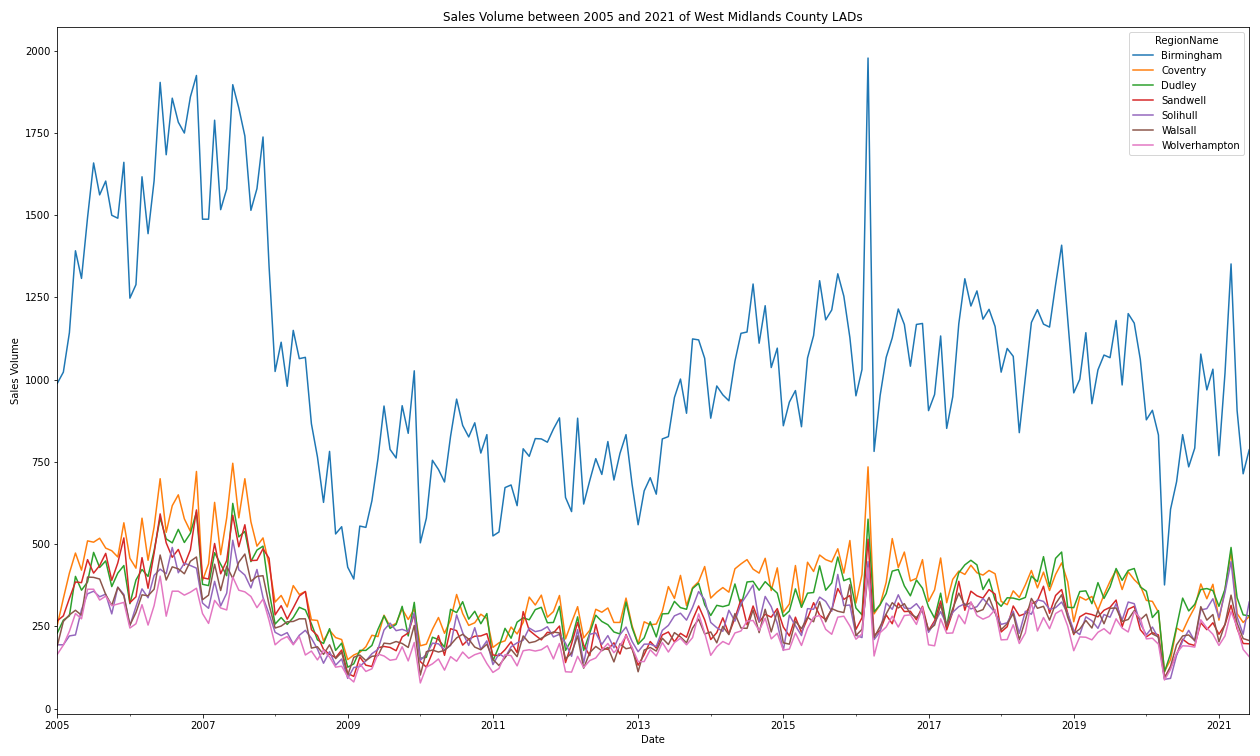 Sales Volume between 2005 and 2021 of West Midlands County LADs
RegionName
Birmingham
Coventry
Dudley
Sandwell
Solihull
Walsall
Wolverhampton
Sales Volume
2000
1750
1500
1250
1000
750
500
250
0
2005
2007
2009
2011
2013
2015
2017
2019
2021
Date